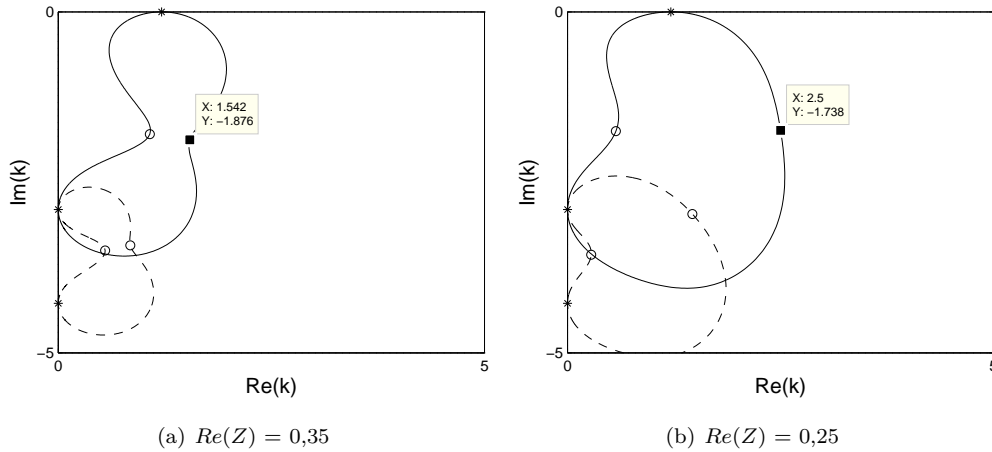 0
Im(k)
−5
0
5
Re(k)
X: 1.542
Y: −1.876
(a) Re(Z) = 0,35
0
Im(k)
−5
0
5
Re(k)
X: 2.5
Y: −1.738
(b) Re(Z) = 0,25